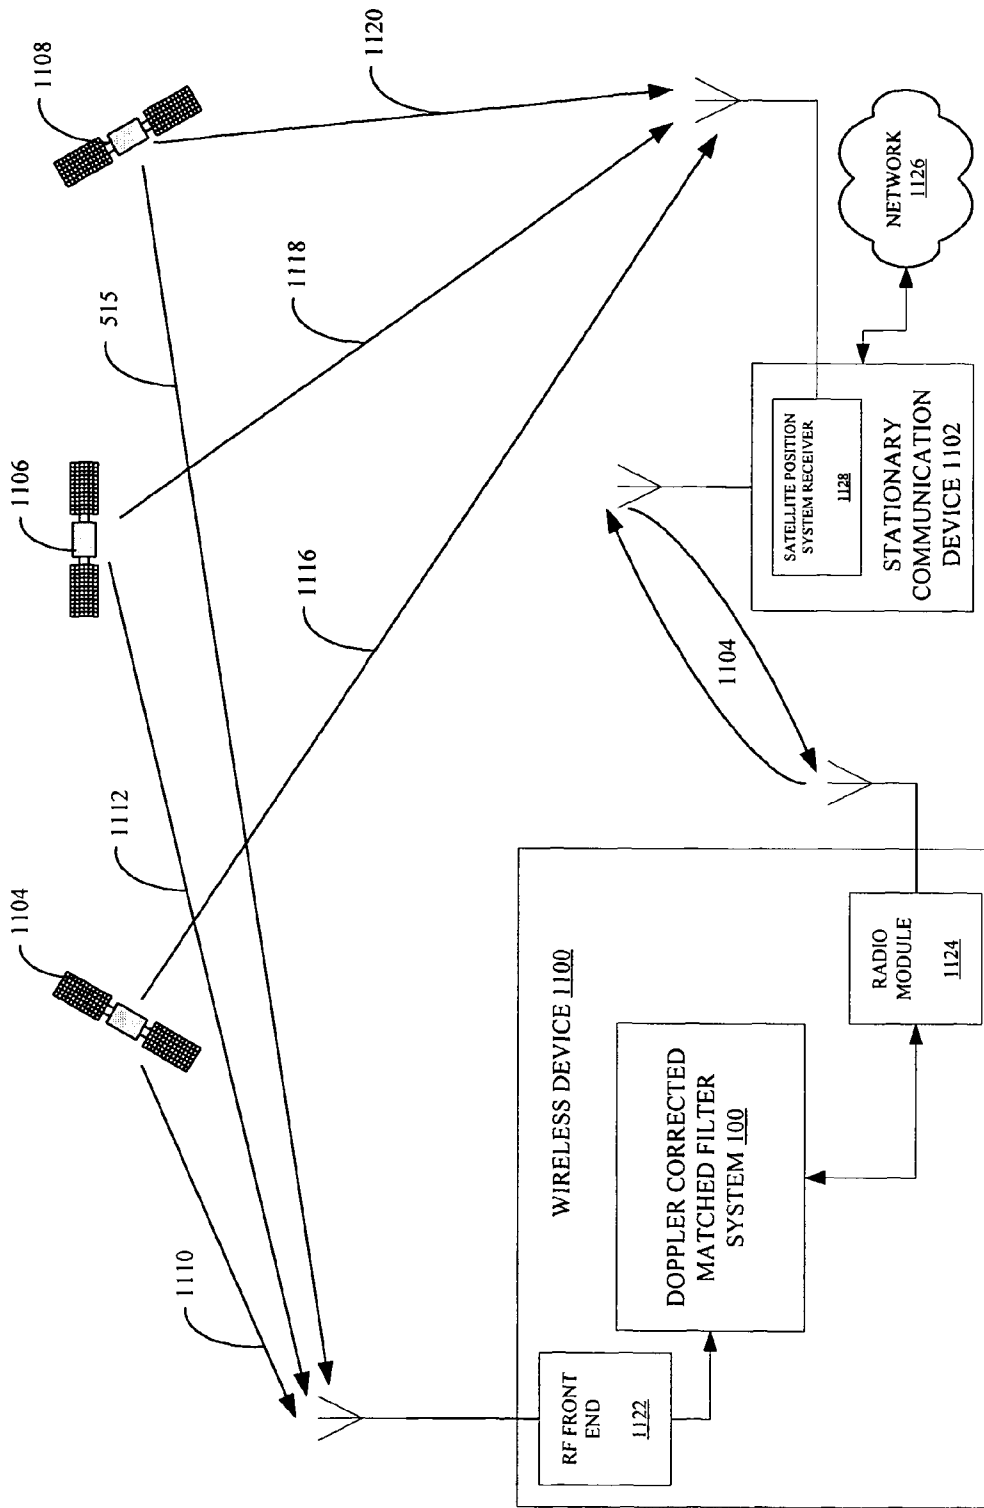 1104
1106
1108
1110
1112
515
1116
1118
1120
1104
WIRELESS DEVICE 1100
RF FRONT
END
1122
DOPPLER CORRECTED
MATCHED FILTER
SYSTEM 100
RADIO
MODULE
1124
SATELLITE POSITION
SYSTEM RECEIVER
1128
STATIONARY
COMMUNICATION
DEVICE 1102
NETWORK
1126